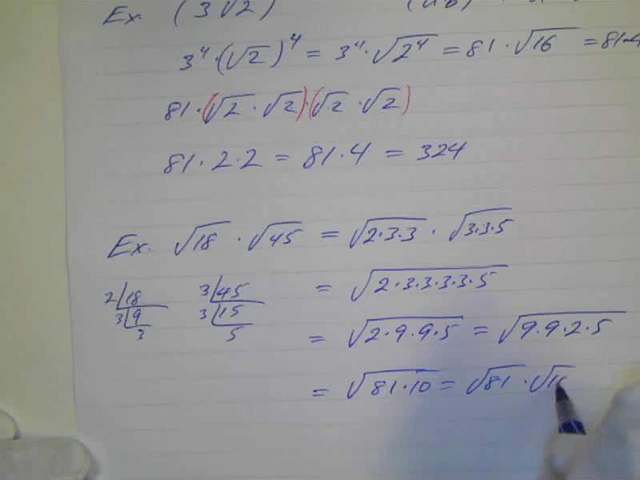 Ex. (3√2)
3⁴·(√2)⁴ = 3⁴·√2⁴ = 81·√16 = 81·4
81·(√2·√2)·(√2·√2)
81·2·2 = 81·4 = 324
Ex. √18 · √45 = √2·3·3 · √3·3·5
2 18 3 45 = √2·3·3·3·3·5
3 9 3 15
3 5 = √2·9·9·5 = √9·9·2·5
= √81·10 = √81 · √1